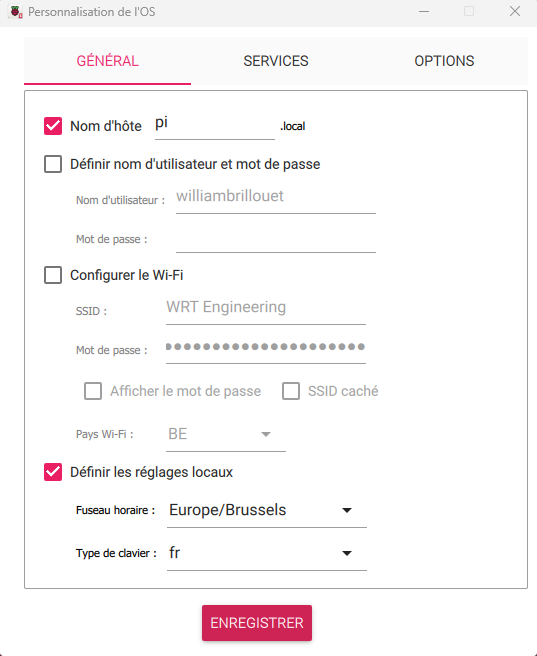 Personnalisation de l'OS
GÉNÉRAL SERVICES OPTIONS
Nom d'hôte pi .local
Définir nom d'utilisateur et mot de passe
Nom d'utilisateur : williambrillouet
Mot de passe :
Configurer le Wi-Fi
SSID : WRT Engineering
Mot de passe : ●●●●●●●●●●●●●●●●●●●●
Afficher le mot de passe SSID caché
Pays Wi-Fi : BE
Définir les réglages locaux
Fuseau horaire : Europe/Brussels
Type de clavier : fr
ENREGISTRER